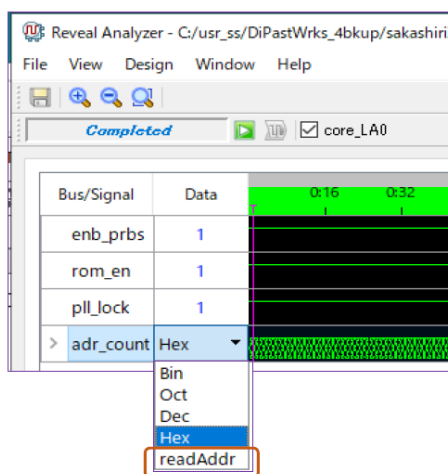 Reveal Analyzer - C:/usr_ss/DiPastWrks_4bkup/sakashiri
File View Design Window Help
Completed core_LA0
Bus/Signal Data 0:16 0:32
T
enb_prbs 1
rom_en 1
pll_lock 1
adr_count Hex
Bin
Oct
Dec
Hex
readAddr